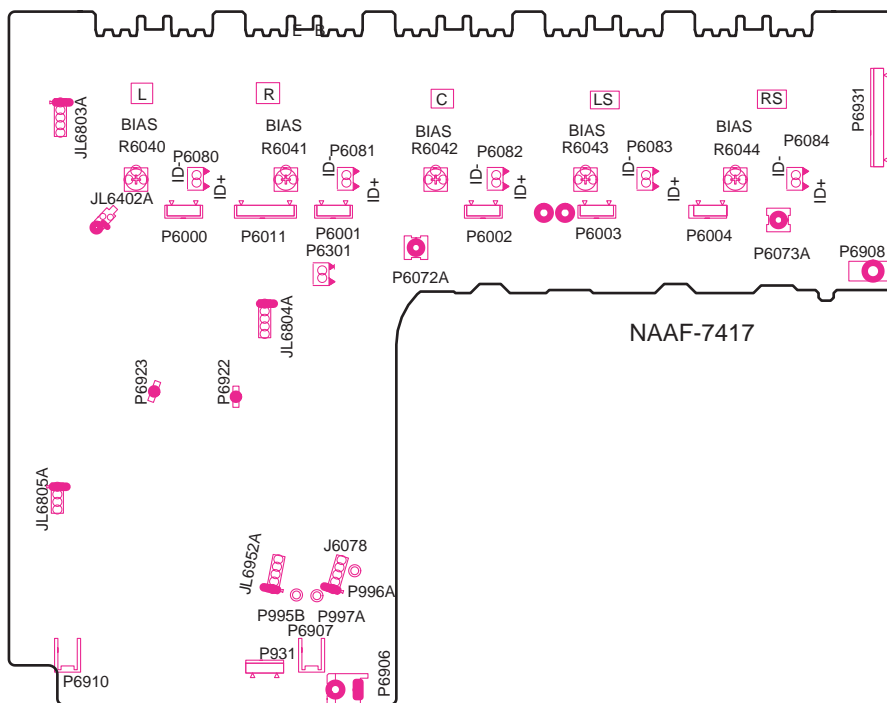 E B
L
R
C
LS
RS
P6931
JL6803A
BIAS
R6040
P6080
ID-
ID+
BIAS
R6041
P6081
ID-
ID+
BIAS
R6042
P6082
ID-
ID+
BIAS
R6043
P6083
ID-
ID+
BIAS
R6044
P6084
ID-
ID+
JL6402A
P6000
P6011
P6001
P6002
P6003
P6004
P6301
P6072A
P6073A
P6908
JL6804A
NAAF-7417
P6923
P6922
JL6805A
JL6952A
J6078
P996A
P995B
P997A
P6907
P931
P6906
P6910